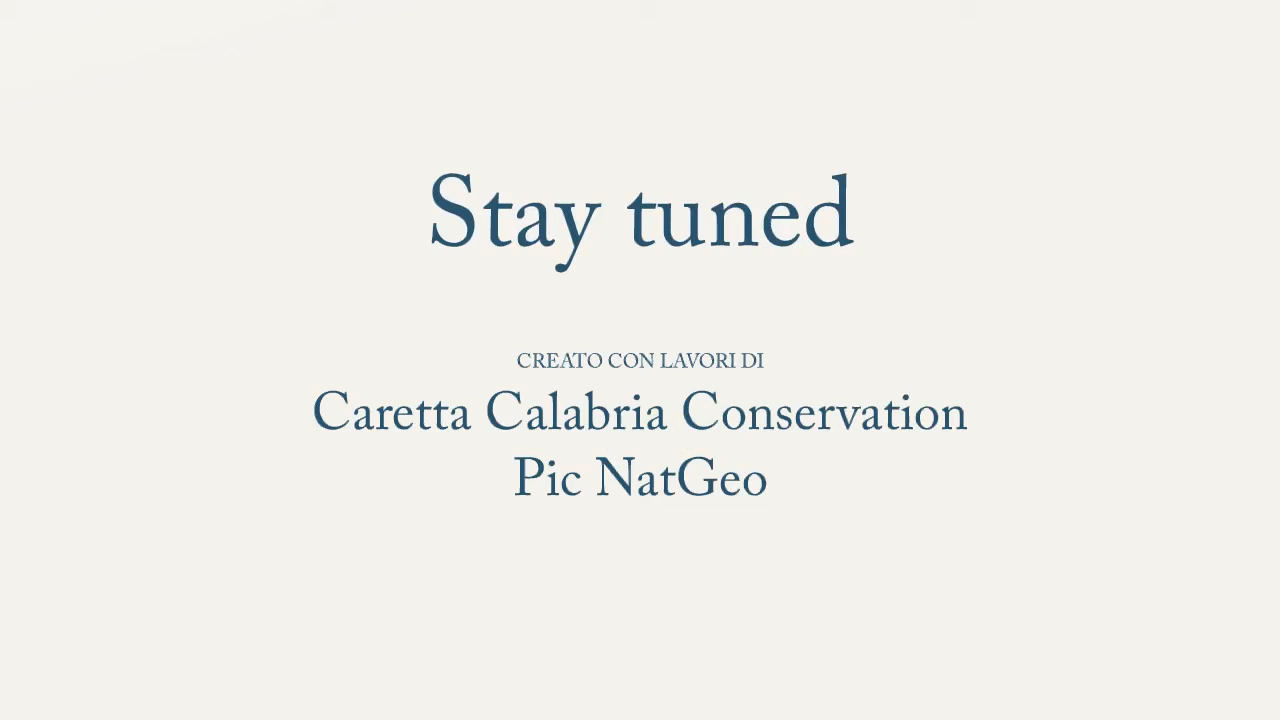 Stay tuned
CREATO CON LAVORI DI
Caretta Calabria Conservation
Pic NatGeo